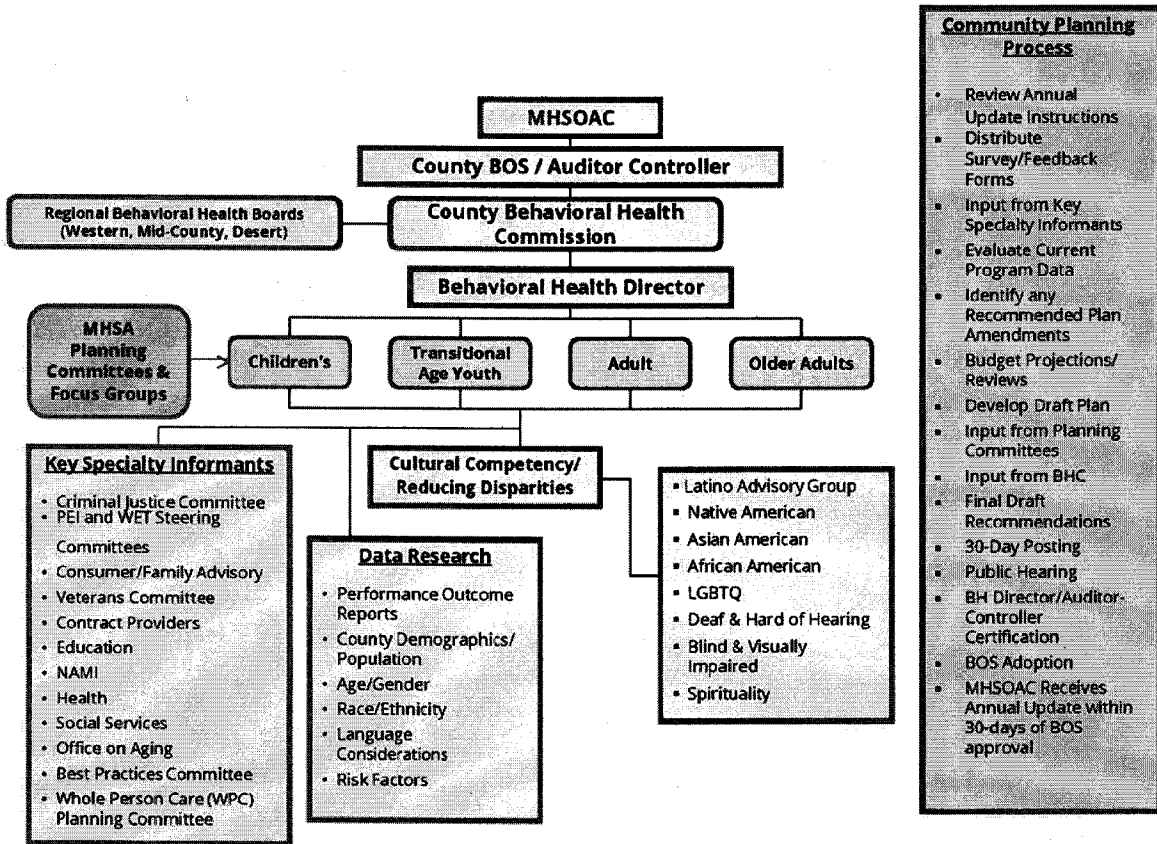 MHSOAC
County BOS / Auditor Controller
Regional Behavioral Health Boards
(Western, Mid-County, Desert)
County Behavioral Health
Commission
Behavioral Health Director
MHSA
Planning
Committees &
Focus Groups
Children's
Transitional
Age Youth
Adult
Older Adults
Key Specialty Informants
• Criminal Justice Committee
• PEI and WET Steering
Committees
• Consumer/Family Advisory
• Veterans Committee
• Contract Providers
• Education
• NAMI
• Health
• Social Services
• Office on Aging
• Best Practices Committee
• Whole Person Care (WPC)
Planning Committee
Data Research
• Performance Outcome
Reports
• County Demographics/
Population
• Age/Gender
• Race/Ethnicity
• Language
Considerations
• Risk Factors
Cultural Competency/
Reducing Disparities
▪ Latino Advisory Group
▪ Native American
▪ Asian American
▪ African American
▪ LGBTQ
▪ Deaf & Hard of Hearing
▪ Blind & Visually
Impaired
▪ Spirituality
Community Planning
Process
• Review Annual
Update Instructions
▪ Distribute
Survey/Feedback
Forms
▪ Input from Key
Specialty Informants
▪ Evaluate Current
Program Data
▪ Identify any
Recommended Plan
Amendments
▪ Budget Projections/
Reviews
▪ Develop Draft Plan
▪ Input from Planning
Committees
▪ Input from BHC
▪ Final Draft
Recommendations
▪ 30-Day Posting
▪ Public Hearing
▪ BH Director/Auditor-
Controller
Certification
▪ BOS Adoption
▪ MHSOAC Receives
Annual Update within
30-days of BOS
approval